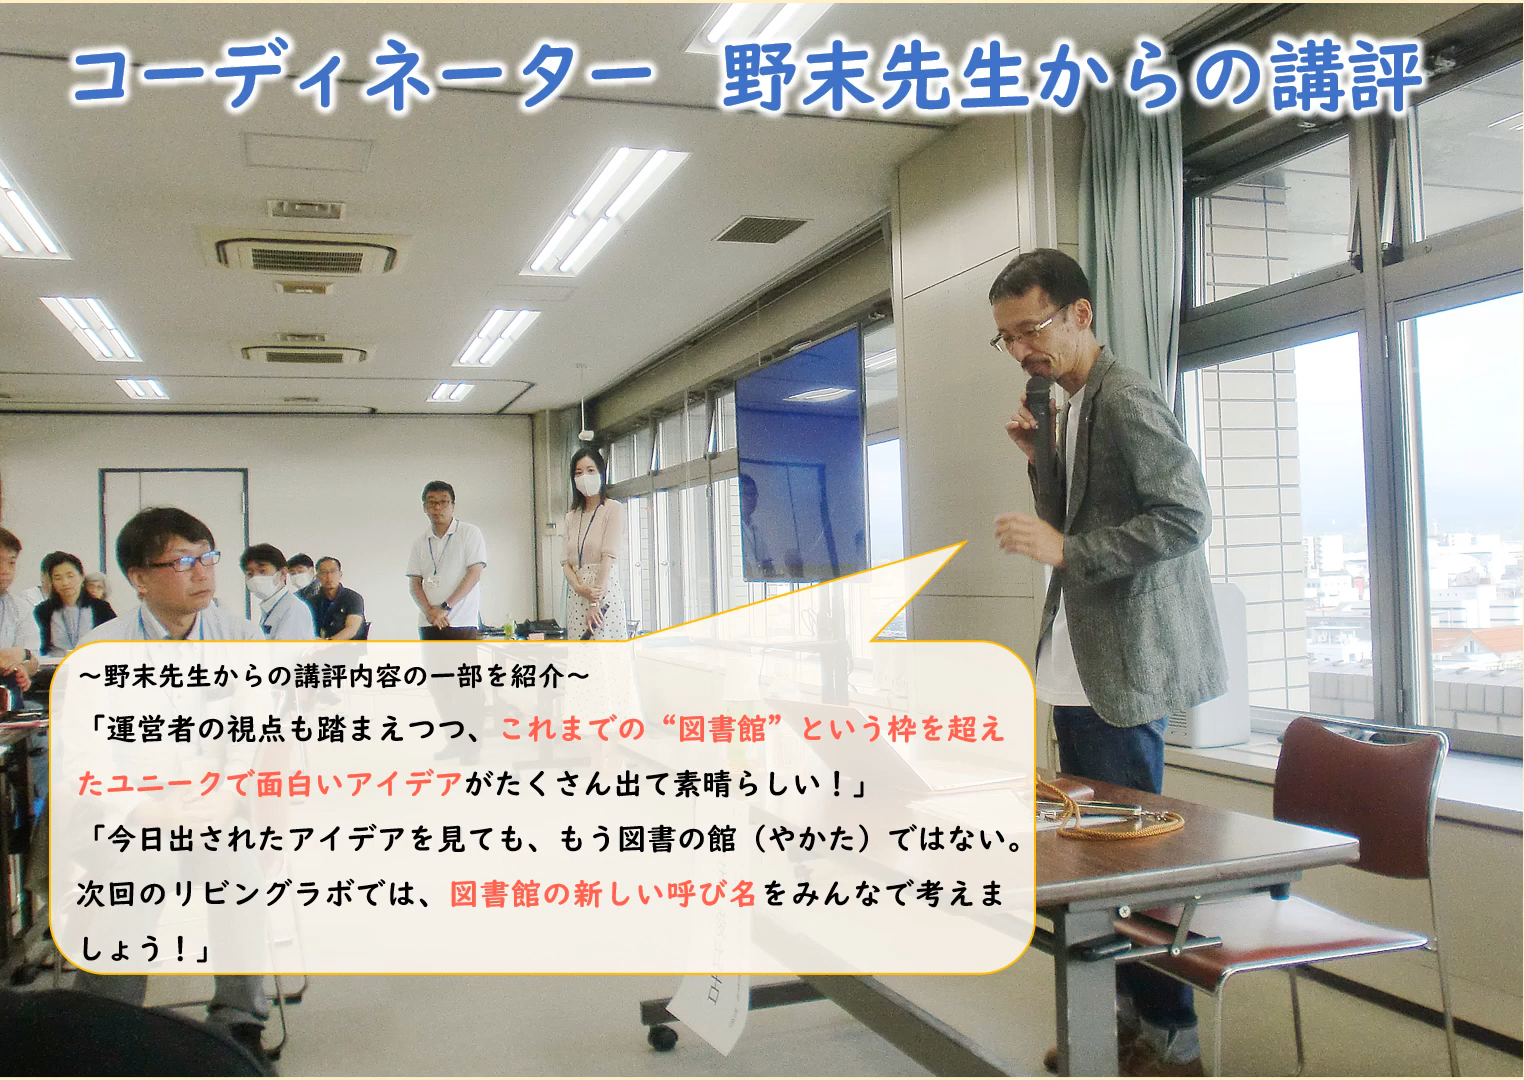 コーディネーター　野末先生からの講評
～野末先生からの講評内容の一部を紹介～
「運営者の視点も踏まえつつ、これまでの“図書館”という枠を超え
たユニークで面白いアイデアがたくさん出て素晴らしい！」
「今日出されたアイデアを見ても、もう図書の館（やかた）ではない。
次回のリビングラボでは、図書館の新しい呼び名をみんなで考えま
しょう！」